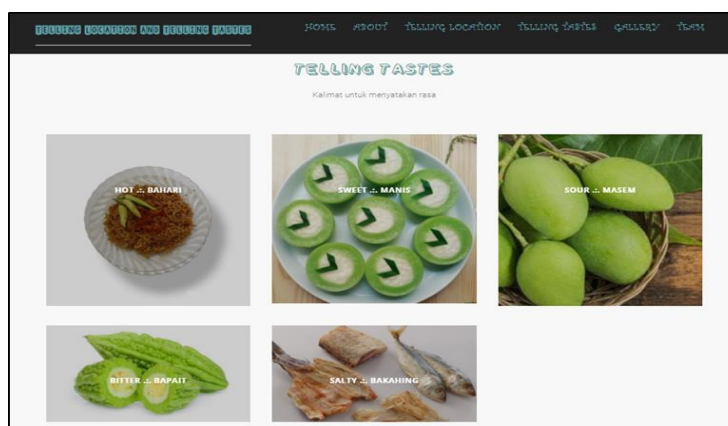 TELLING LOCATION AND TELLING TASTES
HOME ABOUT TELLING LOCATION TELLING TASTES GALLERY TEAM
TELLING TASTES
Kalimat untuk menyatakan rasa
HOT .:. BAHARI
SWEET .:. MANIS
SOUR .:. MASEM
BITTER .:. BAPAIT
SALTY .:. BAKAHING